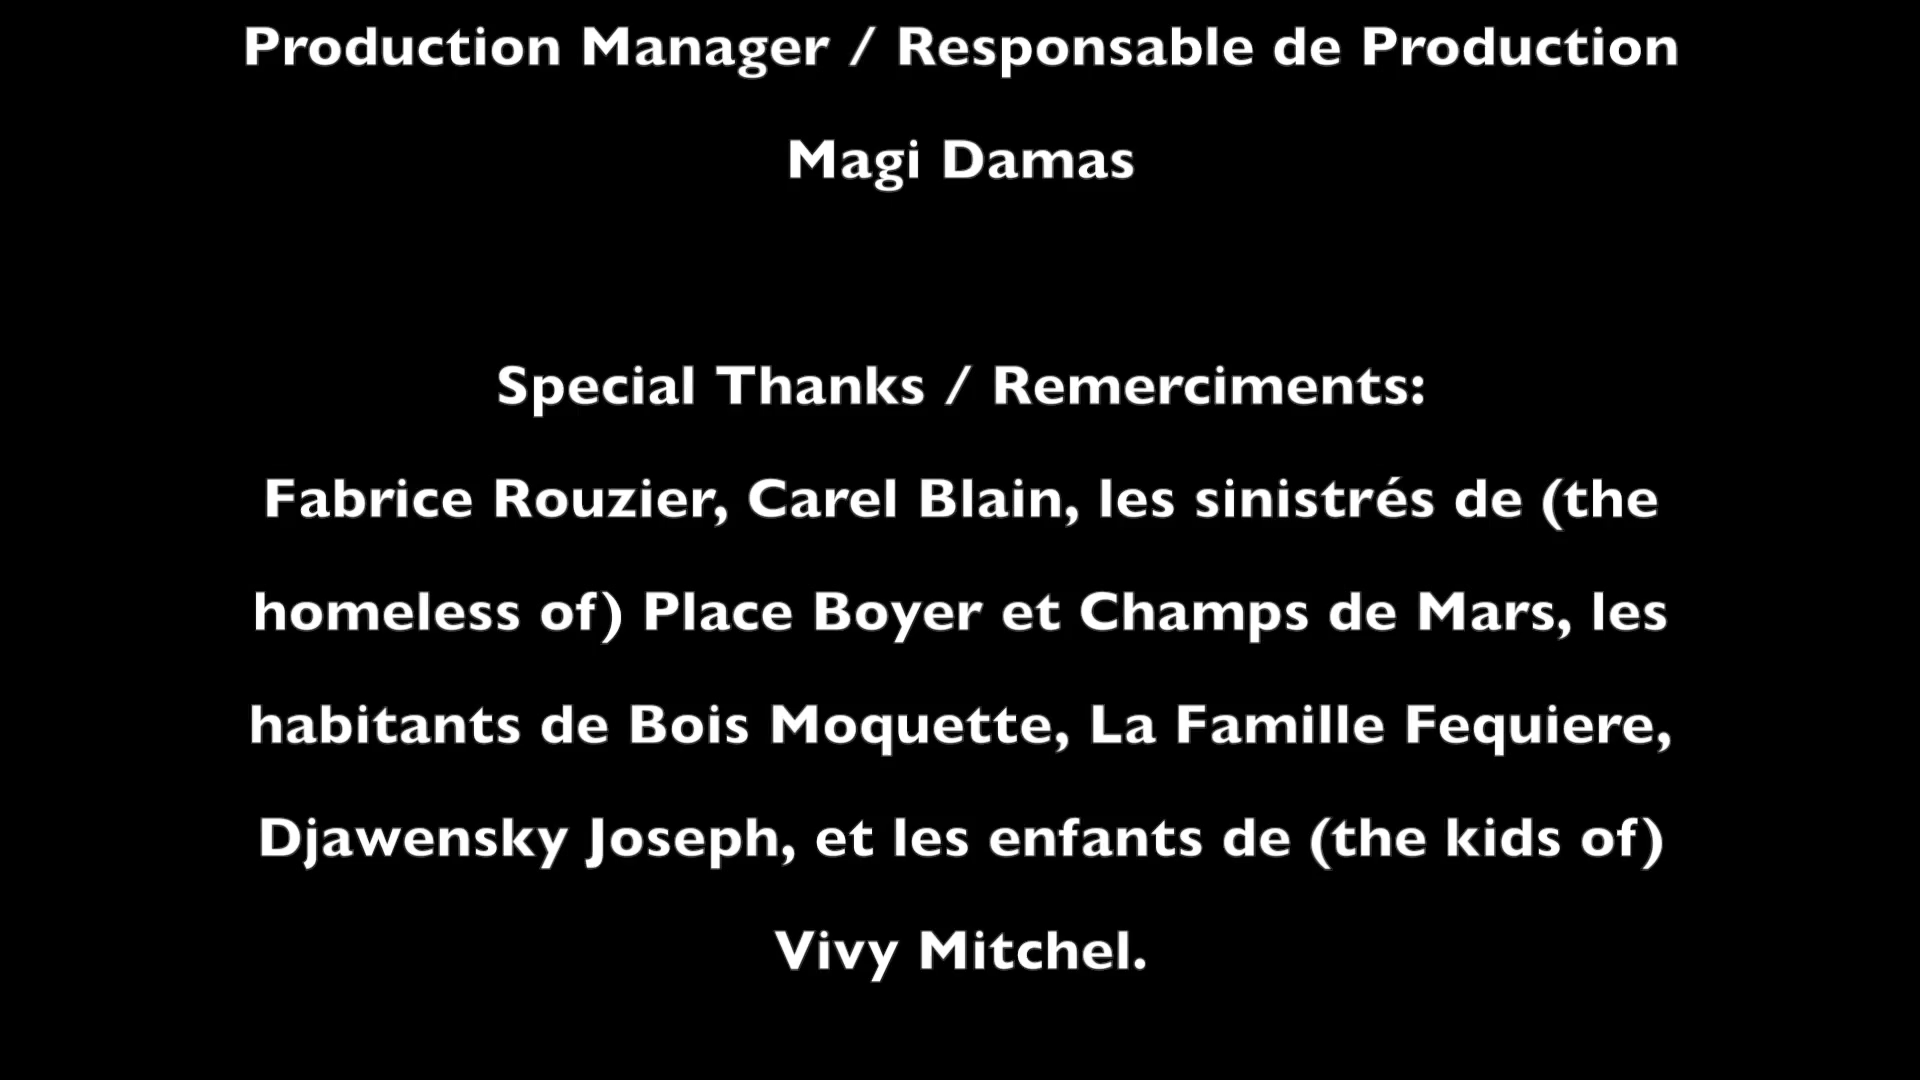 Production Manager / Responsable de Production
Magi Damas
Special Thanks / Remerciments:
Fabrice Rouzier, Carel Blain, les sinistrés de (the
homeless of) Place Boyer et Champs de Mars, les
habitants de Bois Moquette, La Famille Fequiere,
Djawensky Joseph, et les enfants de (the kids of)
Vivy Mitchel.